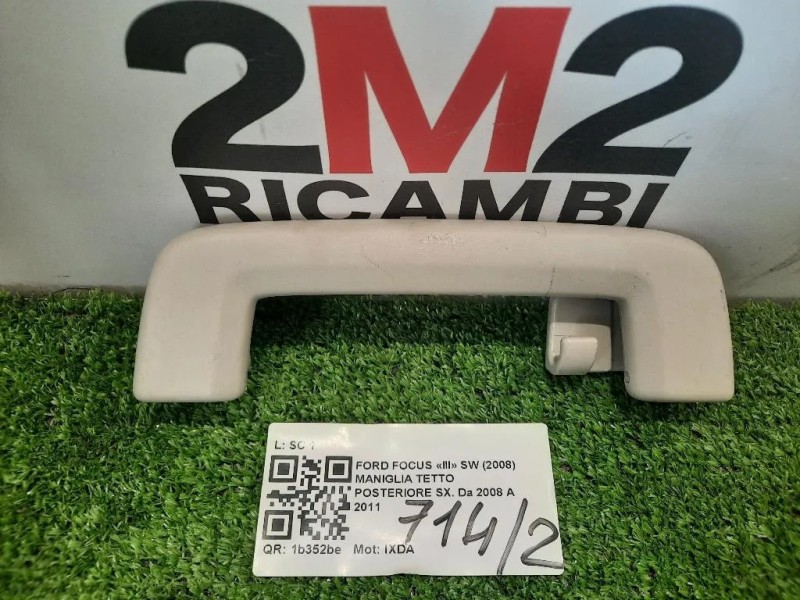 2M2
RICAMBI
L: SC 1
FORD FOCUS «III» SW (2008)
MANIGLIA TETTO
POSTERIORE SX. Da 2008 A
2011
714/2
QR: 1b352be Mot: IXDA